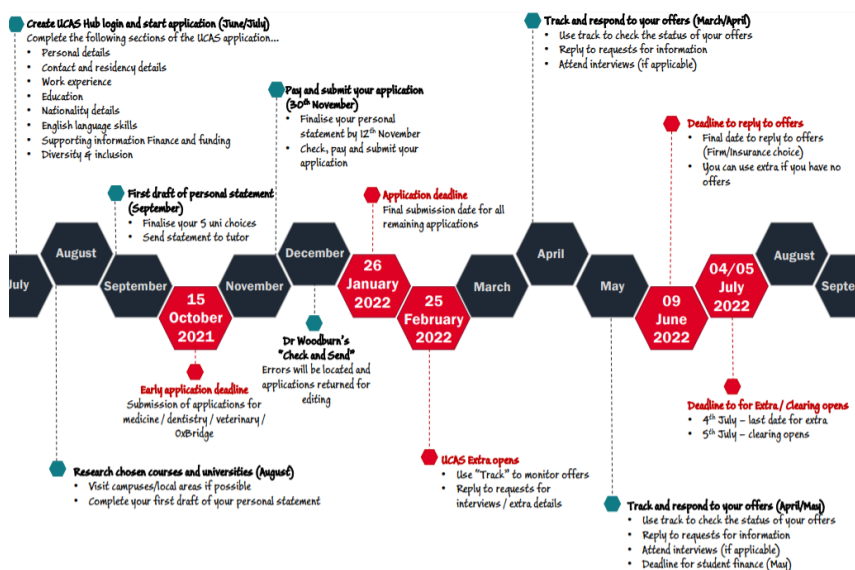 Create UCAS Hub login and start application (June/July)
Complete the following sections of the UCAS application...
• Personal details
• Contact and residency details
• Work experience
• Education
• Nationality details
• English language skills
• Supporting information Finance and funding
• Diversity & inclusion
First draft of personal statement
(September)
• Finalise your 5 uni choices
• Send statement to tutor
Pay and submit your application
(30th November)
• Finalise your personal
statement by 12th November
• Check, pay and submit your
application
Application deadline
Final submission date for all
remaining applications
Track and respond to your offers (March/April)
• Use track to check the status of your offers
• Reply to requests for information
• Attend interviews (if applicable)
Deadline to reply to offers
• Final date to reply to offers
(Firm/Insurance choice)
• You can use extra if you have no
offers
July
August
September
15
October
2021
November
December
26
January
2022
25
February
2022
March
April
May
09
June
2022
04/05
July
2022
August
Septe
Early application deadline
Submission of applications for
medicine / dentistry / veterinary /
OxBridge
Research chosen courses and universities (August)
• Visit campuses/local areas if possible
• Complete your first draft of your personal statement
Dr Woodburn's
"Check and Send"
Errors will be located and
applications returned for
editing
UCAS Extra opens
• Use "Track" to monitor offers
• Reply to requests for
interviews / extra details
Deadline to for Extra / Clearing opens
• 4th July – last date for extra
• 5th July – clearing opens
Track and respond to your offers (April/May)
• Use track to check the status of your offers
• Reply to requests for information
• Attend interviews (if applicable)
• Deadline for student finance (May)